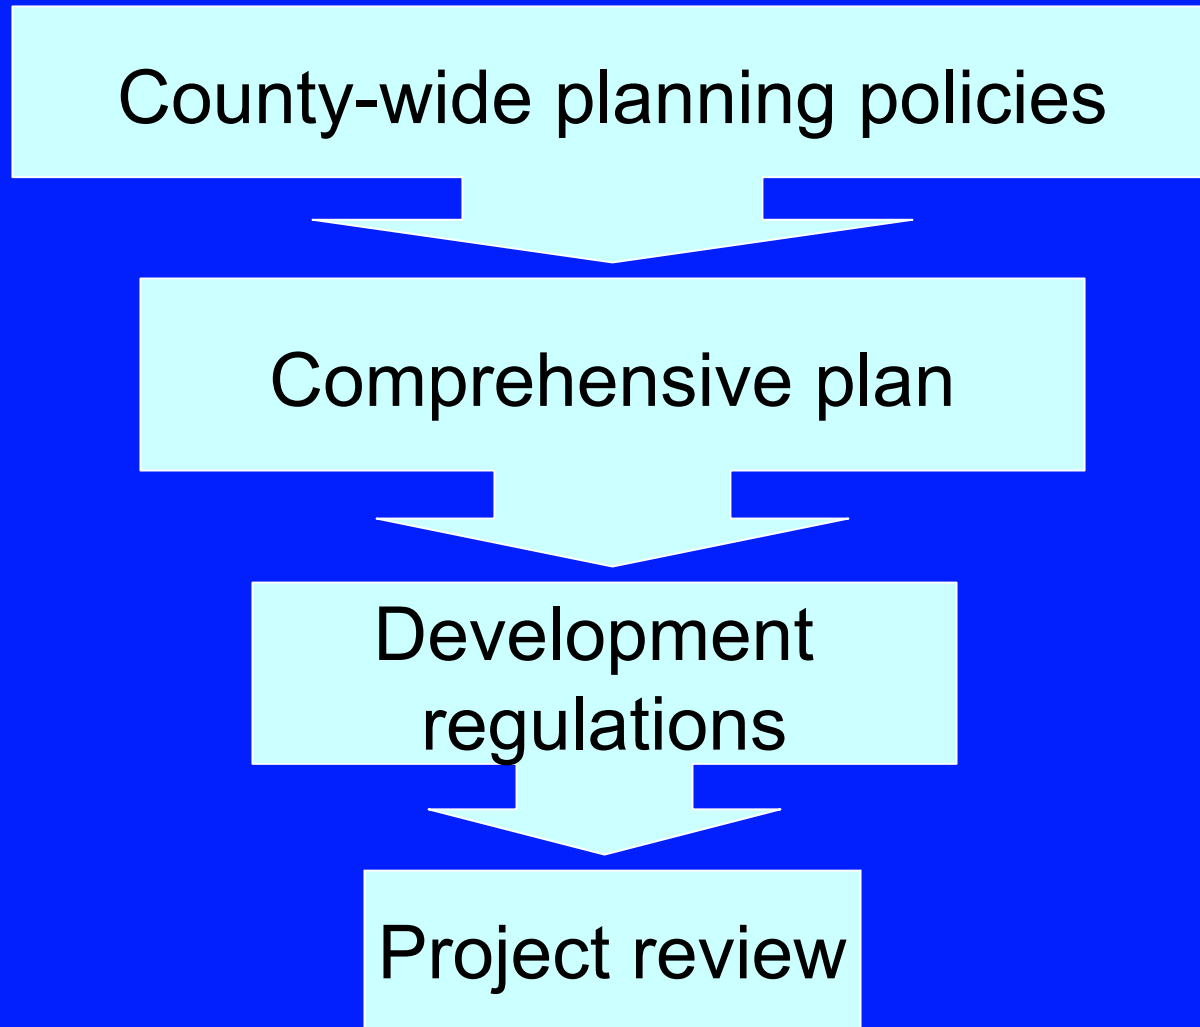 County-wide planning policies
Comprehensive plan
Development
regulations
Project review